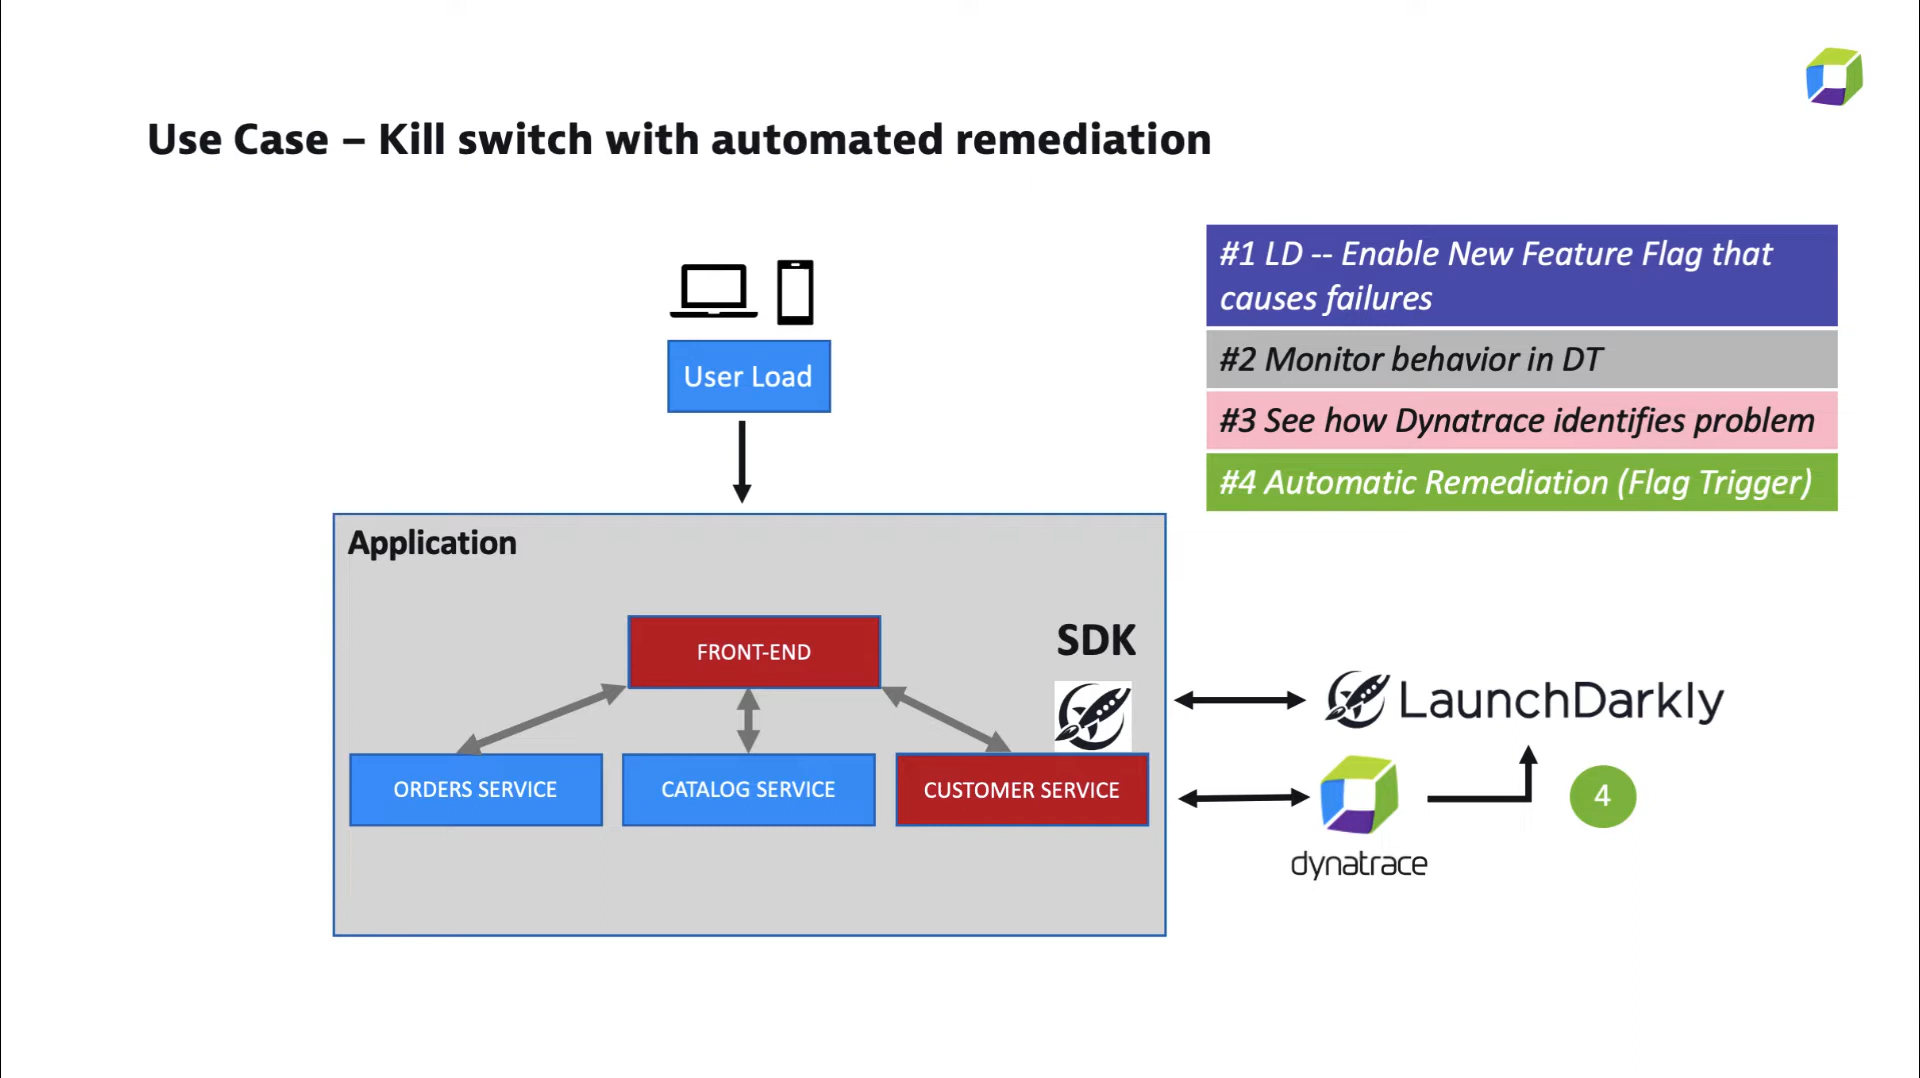 Use Case – Kill switch with automated remediation
#1 LD -- Enable New Feature Flag that
causes failures
#2 Monitor behavior in DT
#3 See how Dynatrace identifies problem
#4 Automatic Remediation (Flag Trigger)
User Load
Application
FRONT-END
SDK
ORDERS SERVICE
CATALOG SERVICE
CUSTOMER SERVICE
LaunchDarkly
dynatrace
4